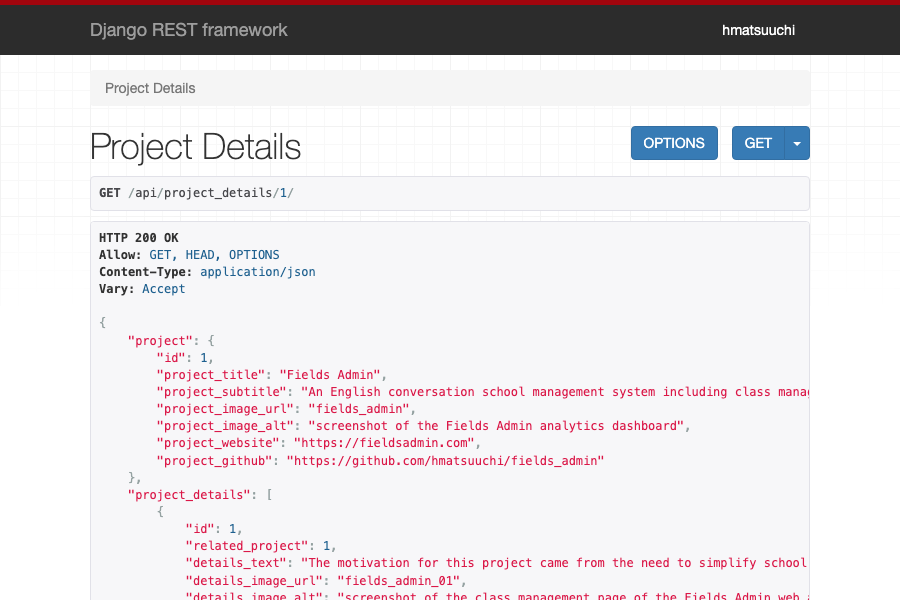 Django REST framework
hmatsuuchi
Project Details
Project Details
OPTIONS
GET
GET /api/project_details/1/
HTTP 200 OK
Allow: GET, HEAD, OPTIONS
Content-Type: application/json
Vary: Accept
{
"project": {
"id": 1,
"project_title": "Fields Admin",
"project_subtitle": "An English conversation school management system including class
"project_image_url": "fields_admin",
"project_image_alt": "screenshot of the Fields Admin analytics dashboard",
"project_website": "https://fieldsadmin.com",
"project_github": "https://github.com/hmatsuuchi/fields_admin"
},
"project_details": [
{
"id": 1,
"related_project": 1,
"details_text": "The motivation for this project came from the need to simplify school
"details_image_url": "fields_admin_01",
"details_image_alt": "screenshot of the class management page of the Fields Admin web